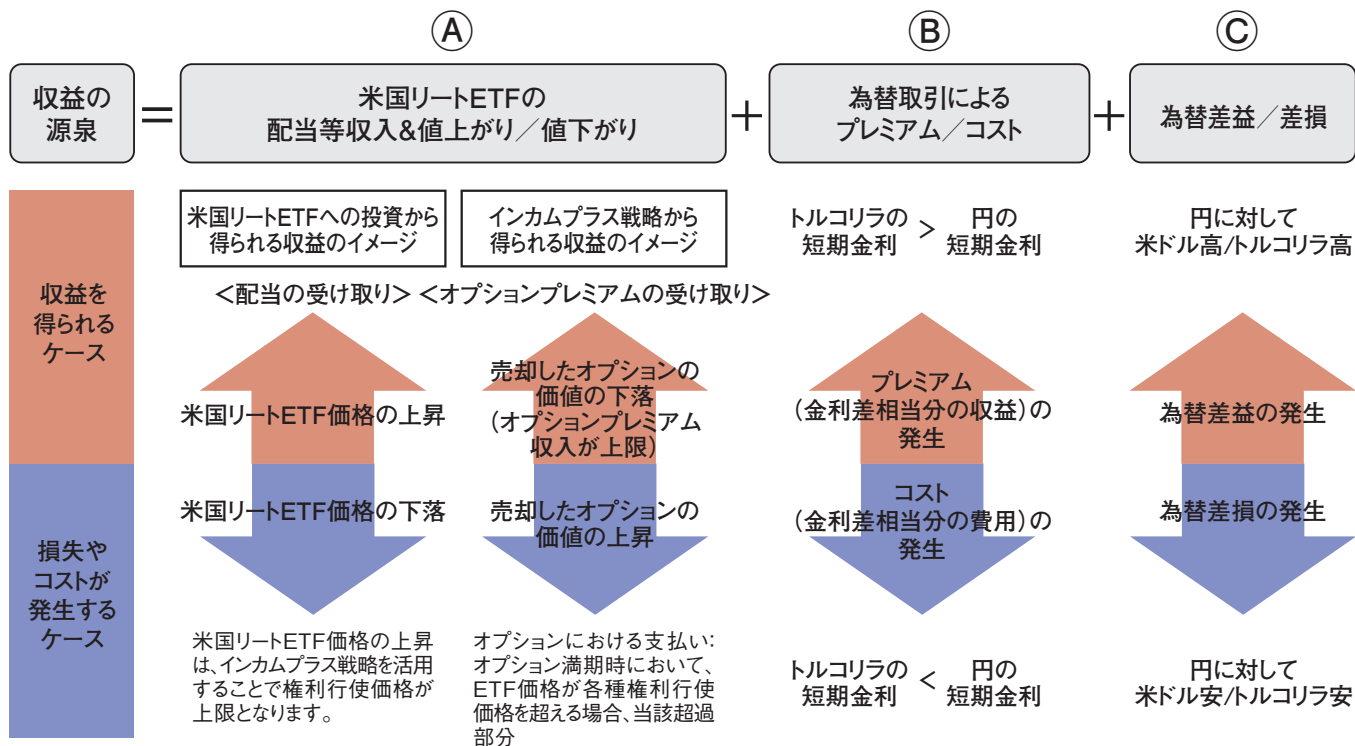 Ⓐ
Ⓑ
Ⓒ
収益の
源泉
=
米国リートETFの
配当等収入&値上がり／値下がり
+
為替取引による
プレミアム／コスト
+
為替差益／差損
収益を
得られる
ケース
米国リートETFへの投資から
得られる収益のイメージ
インカムプラス戦略から
得られる収益のイメージ
＜配当の受け取り＞
＜オプションプレミアムの受け取り＞
米国リートETF価格の上昇
売却したオプションの
価値の下落
(オプションプレミアム
収入が上限)
トルコリラの
短期金利
>
円の
短期金利
プレミアム
(金利差相当分の収益)の
発生
円に対して
米ドル高/トルコリラ高
為替差益の発生
損失や
コストが
発生する
ケース
米国リートETF価格の下落
売却したオプションの
価値の上昇
コスト
(金利差相当分の費用)の
発生
為替差損の発生
米国リートETF価格の上昇
は、インカムプラス戦略を活用
することで権利行使価格が
上限となります。
オプションにおける支払い：
オプション満期時において、
ETF価格が各種権利行使
価格を超える場合、当該超過
部分
トルコリラの
短期金利
<
円の
短期金利
円に対して
米ドル安/トルコリラ安